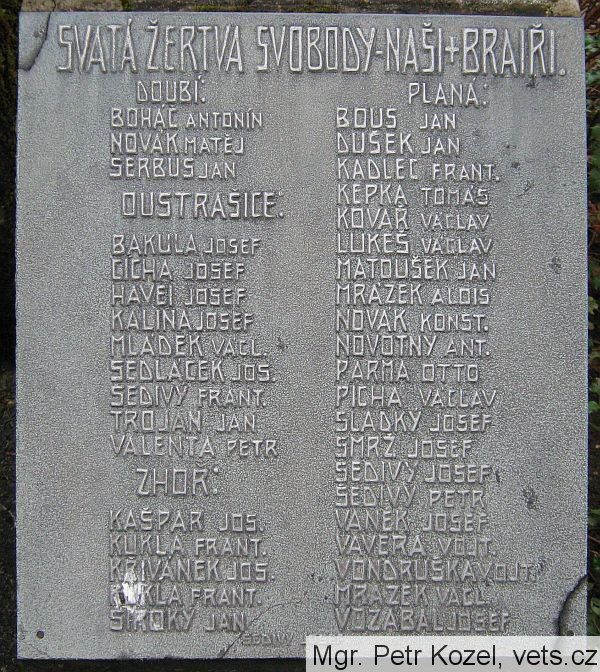 SVATÁ ŽERTVA SVOBODY-NAŠI+BRATŘI.
DOUBÍ:
BOHÁČ ANTONÍN
NOVÁK MATĚJ
SERBUS JAN
OUSTRAŠICE:
BAKULA JOSEF
CÍCHA JOSEF
HAVEL JOSEF
KALINA JOSEF
MLÁDEK VÁCL.
SEDLÁČEK JOS.
ŠEDIVÝ FRANT.
TROJAN JAN
VALENTA PETR
ZHOŘ:
KAŠPAR JOS.
KUKLA FRANT.
KŘIVÁNEK JOS.
FRANT.
ŠIROKÝ JAN
PLANÁ:
BOUS JAN
DUŠEK JAN
KADLEC FRANT.
KEPKA TOMÁŠ
KOVAŘ VÁCLAV
LUKEŠ VÁCLAV
MATOUŠEK JAN
MRÁZEK ALOIS
NOVÁK KONST.
NOVOTNÝ ANT.
PARMA OTTO
PÍCHA VÁCLAV
SLADKÝ JOSEF
SMRŽ JOSEF
ŠEDIVÝ JOSEF
ŠEDIVÝ PETR
VANĚK JOSEF
VÁVERA VOJT.
VONDRUŠKA VOJT.
MRÁZEK VÁCL.
VOZÁBAL JOSEF
ŠEDIVÝ
Mgr. Petr Kozel, vets.cz